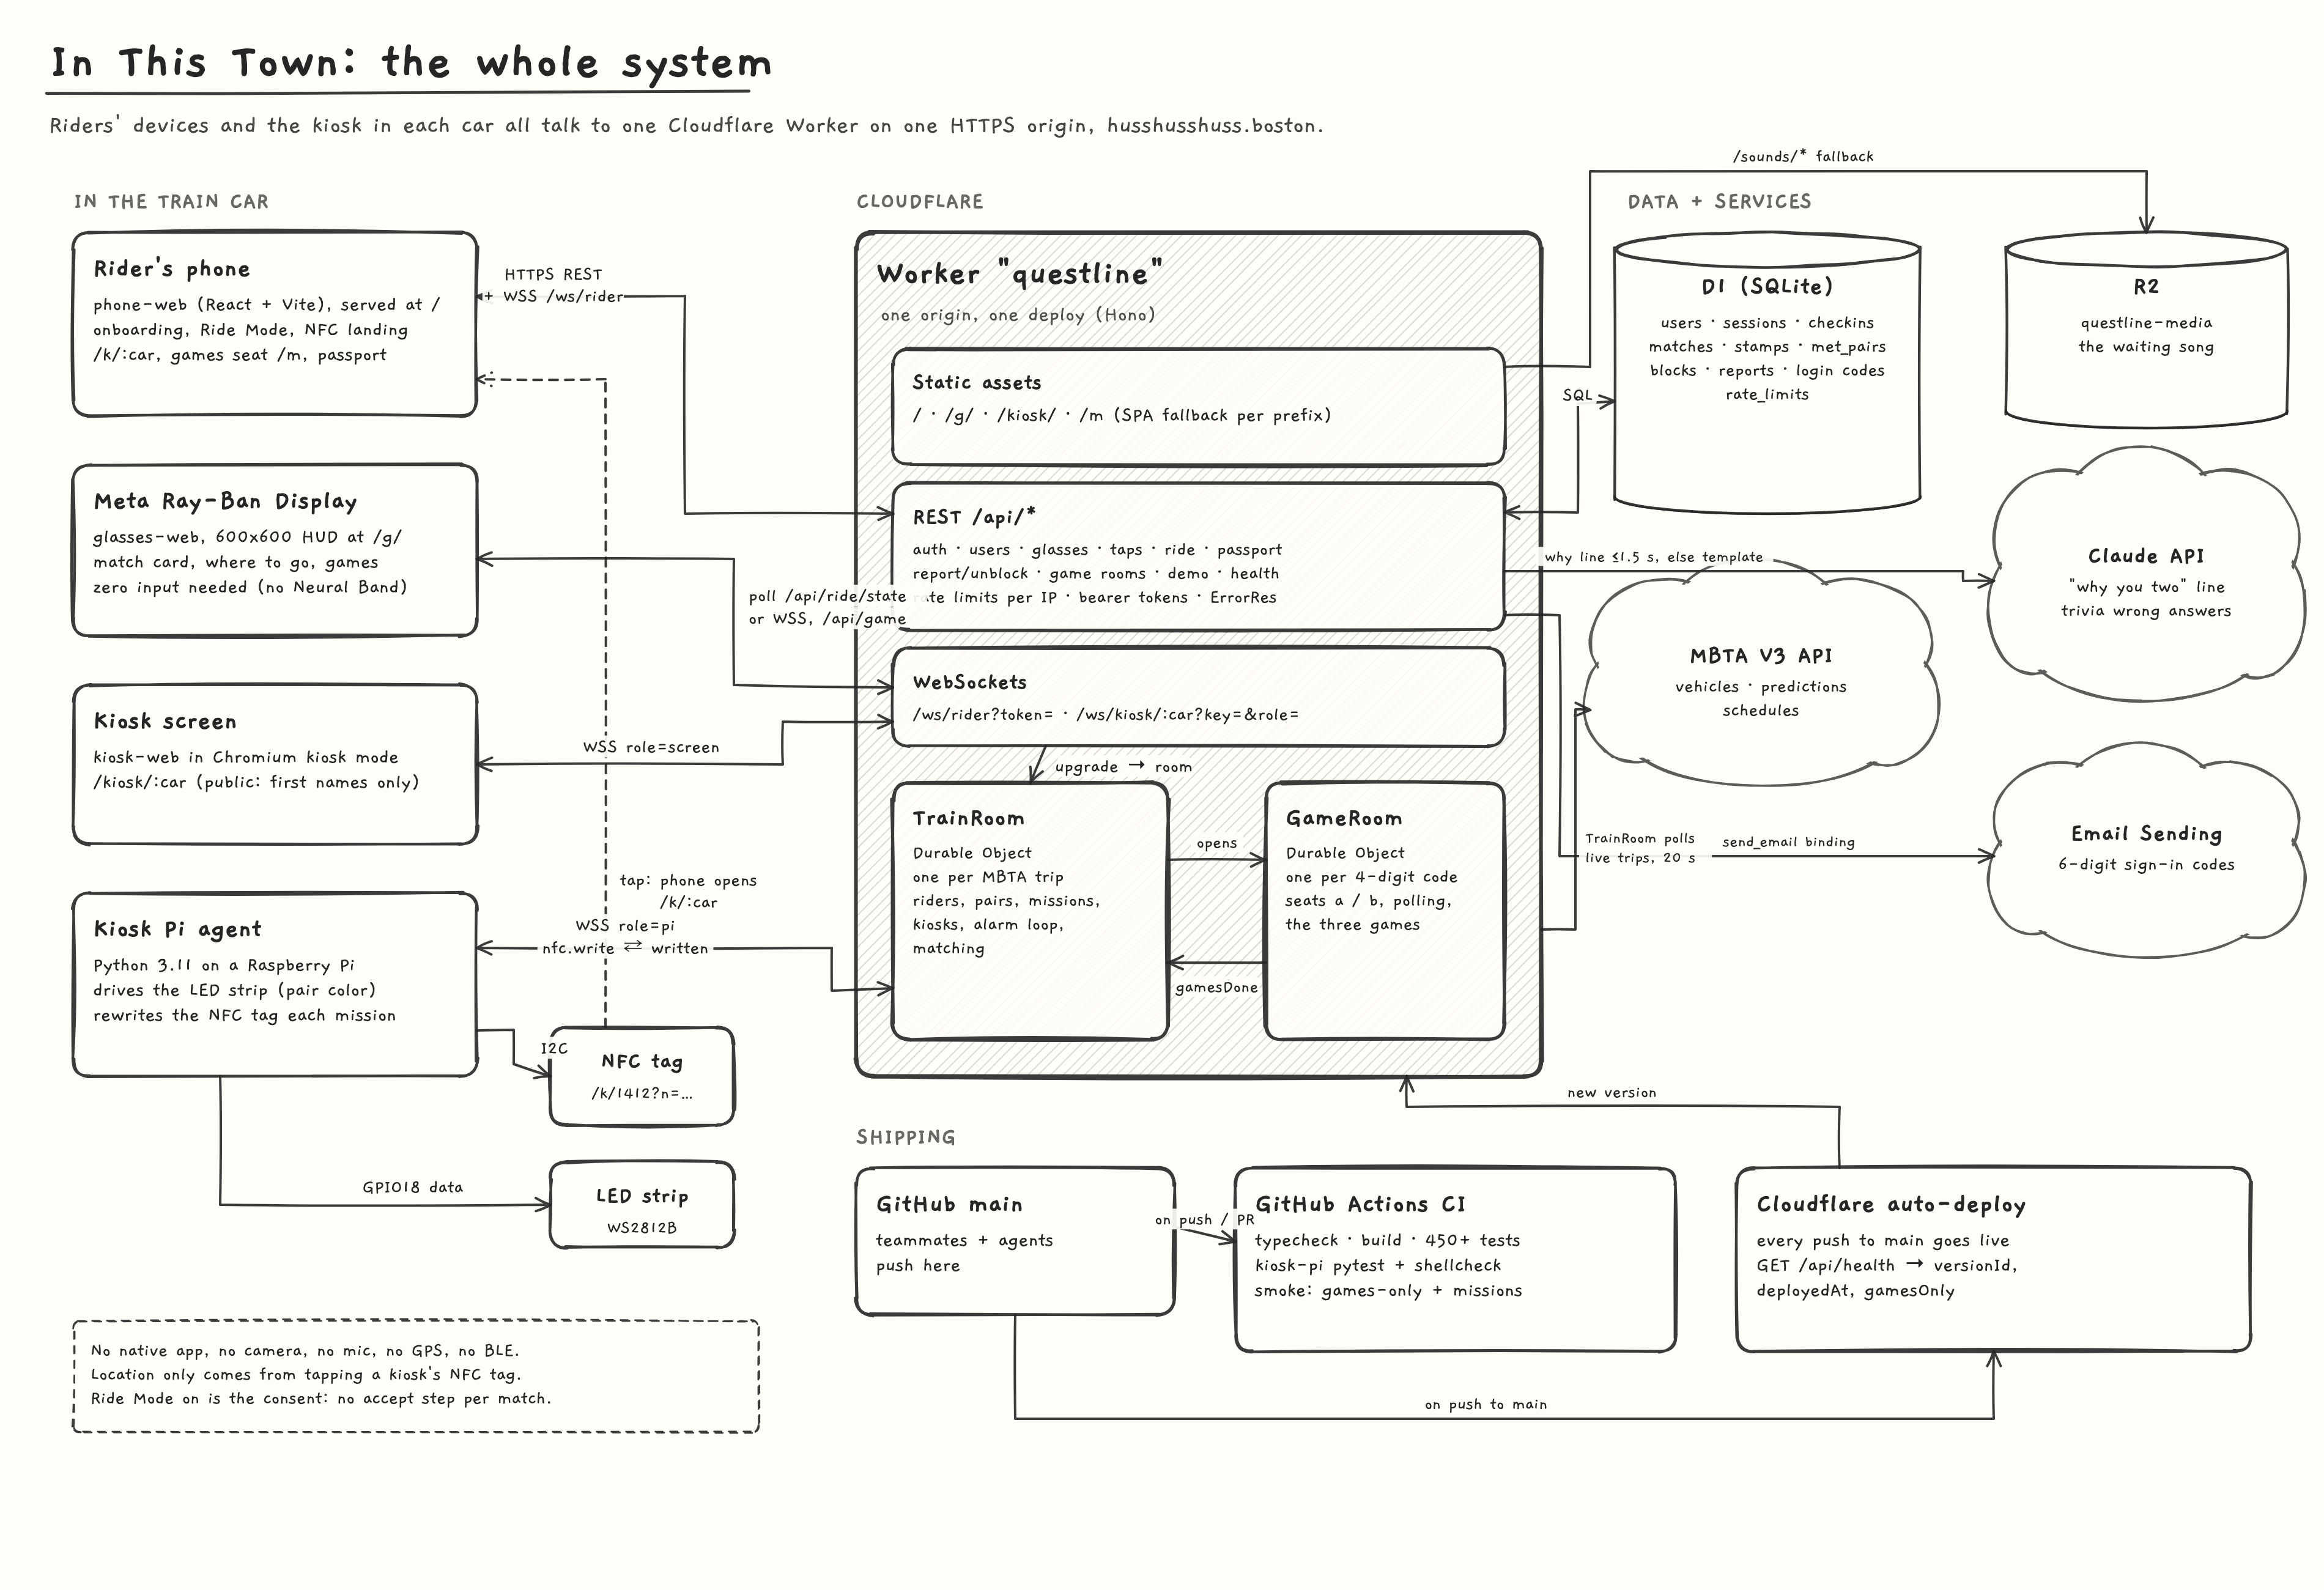 In This Town: the whole system
Riders' devices and the kiosk in each car all talk to one Cloudflare Worker on one HTTPS origin, husshusshuss.boston.
IN THE TRAIN CAR
Rider's phone
phone-web (React + Vite), served at /
onboarding, Ride Mode, NFC landing
/k/:car, games seat /m, passport
HTTPS REST
+ WSS /ws/rider
Meta Ray-Ban Display
glasses-web, 600x600 HUD at /g/
match card, where to go, games
zero input needed (no Neural Band)
poll /api/ride/state
or WSS, /api/game
Kiosk screen
kiosk-web in Chromium kiosk mode
/kiosk/:car (public: first names only)
WSS role=screen
tap: phone opens
/k/:car
Kiosk Pi agent
Python 3.11 on a Raspberry Pi
drives the LED strip (pair color)
rewrites the NFC tag each mission
WSS role=pi
nfc.write ⇄ written
I2C
NFC tag
/k/1412?n=…
GPIO18 data
LED strip
WS2812B
No native app, no camera, no mic, no GPS, no BLE.
Location only comes from tapping a kiosk's NFC tag.
Ride Mode on is the consent: no accept step per match.
CLOUDFLARE
Worker "questline"
one origin, one deploy (Hono)
Static assets
/ · /g/ · /kiosk/ · /m (SPA fallback per prefix)
REST /api/*
auth · users · glasses · taps · ride · passport
report/unblock · game rooms · demo · health
limits per IP · bearer tokens · ErrorRes
WebSockets
/ws/rider?token= · /ws/kiosk/:car?key=&role=
upgrade → room
TrainRoom
Durable Object
one per MBTA trip
riders, pairs, missions,
kiosks, alarm loop,
matching
opens
gamesDone
GameRoom
Durable Object
one per 4-digit code
seats a / b, polling,
the three games
DATA + SERVICES
/sounds/* fallback
D1 (SQLite)
users · sessions · checkins
matches · stamps · met_pairs
blocks · reports · login codes
rate_limits
SQL
R2
questline-media
the waiting song
why line ≤1.5 s, else template
Claude API
"why you two" line
trivia wrong answers
MBTA V3 API
vehicles · predictions
schedules
TrainRoom polls
live trips, 20 s
send_email binding
Email Sending
6-digit sign-in codes
SHIPPING
new version
GitHub main
teammates + agents
push here
on push / PR
GitHub Actions CI
typecheck · build · 450+ tests
kiosk-pi pytest + shellcheck
smoke: games-only + missions
Cloudflare auto-deploy
every push to main goes live
GET /api/health → versionId,
deployedAt, gamesOnly
on push to main